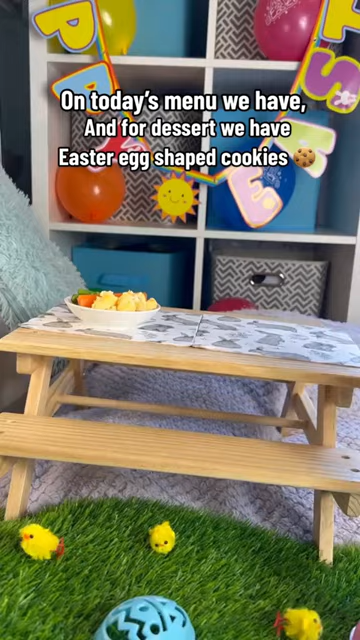 P
S
On today's menu we have,
And for dessert we have
Easter egg shaped cookies 🍪
A
E